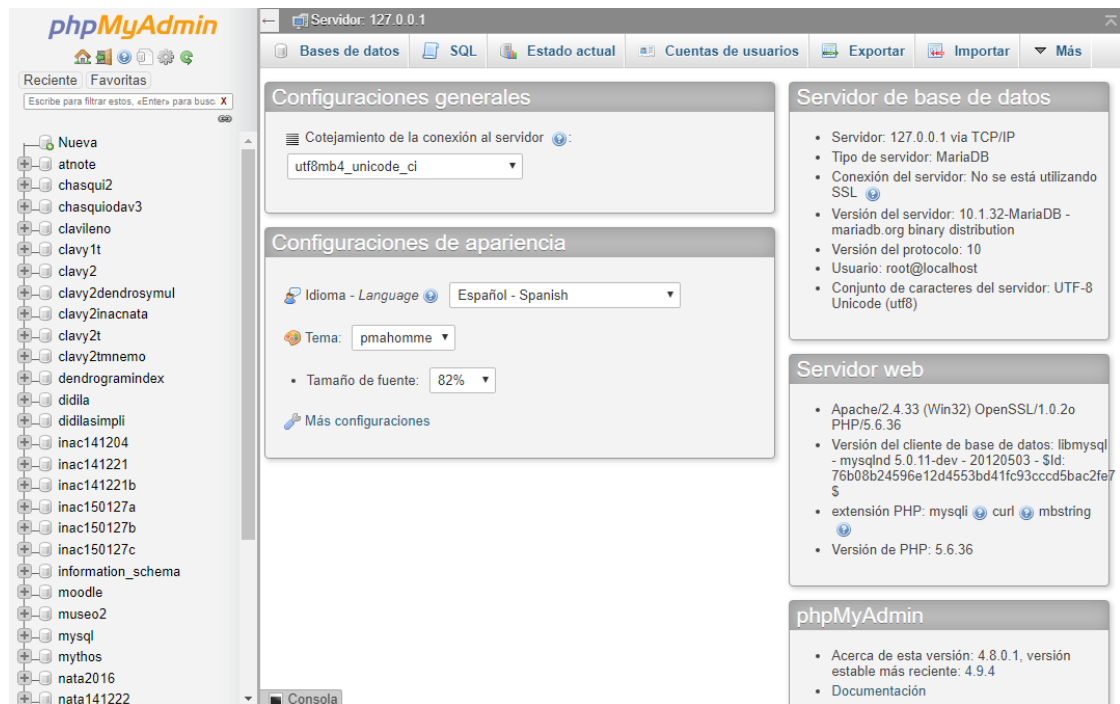 phpMyAdmin
Reciente Favoritas
Escribe para filtrar estos, «Enter» para busc X
Nueva
atnote
chasqui2
chasquiodav3
clavileno
clavy1t
clavy2
clavy2dendrosymul
clavy2inacnata
clavy2t
clavy2tmnemo
dendrogramindex
didila
didilasimpli
inac141204
inac141221
inac141221b
inac150127a
inac150127b
inac150127c
information_schema
moodle
museo2
mysql
mythos
nata2016
nata141222
Servidor: 127.0.0.1
Bases de datos SQL Estado actual Cuentas de usuarios Exportar Importar Más
Configuraciones generales
Cotejamiento de la conexión al servidor :
utf8mb4_unicode_ci
Configuraciones de apariencia
Idioma - Language Español - Spanish
Tema: pmahomme
• Tamaño de fuente: 82%
Más configuraciones
Consola
Servidor de base de datos
• Servidor: 127.0.0.1 via TCP/IP
• Tipo de servidor: MariaDB
• Conexión del servidor: No se está utilizando
SSL
• Versión del servidor: 10.1.32-MariaDB -
mariadb.org binary distribution
• Versión del protocolo: 10
• Usuario: root@localhost
• Conjunto de caracteres del servidor: UTF-8
Unicode (utf8)
Servidor web
• Apache/2.4.33 (Win32) OpenSSL/1.0.2o
PHP/5.6.36
• Versión del cliente de base de datos: libmysql
- mysqlnd 5.0.11-dev - 20120503 - $Id:
76b08b24596e12d4553bd41fc93cccd5bac2fe7
$
• extensión PHP: mysqli curl mbstring
• Versión de PHP: 5.6.36
phpMyAdmin
• Acerca de esta versión: 4.8.0.1, versión
estable más reciente: 4.9.4
• Documentación